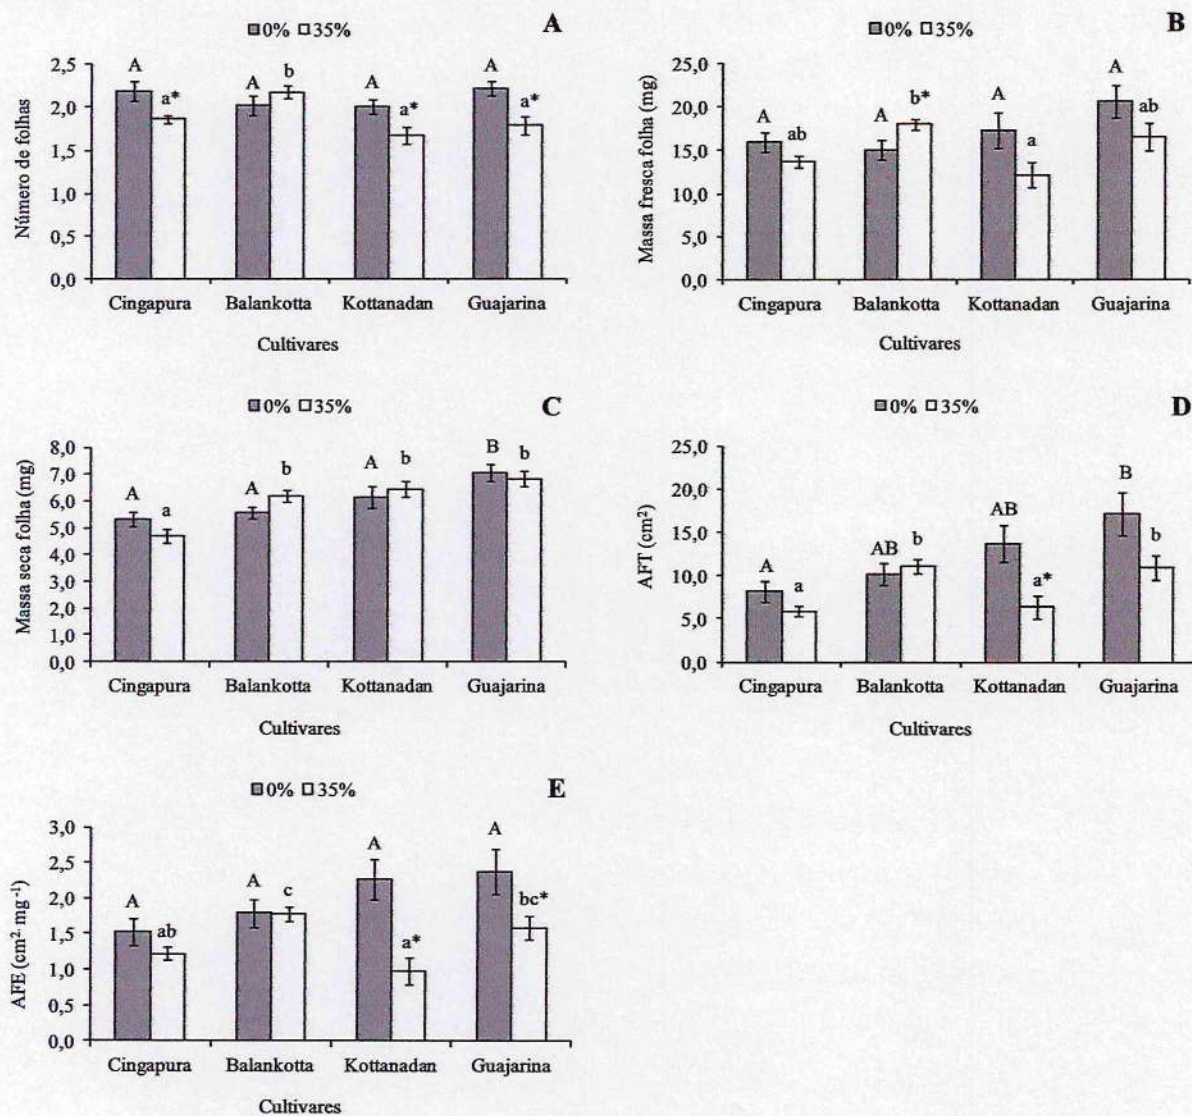 0% 35%
A
Número de folhas
2,5
2,0
1,5
1,0
0,5
0,0
A
a*
A
b
A
a*
A
a*
Cingapura Balankotta Kottanadan Guajarina
Cultivares
0% 35%
B
Massa fresca folha (mg)
25,0
20,0
15,0
10,0
5,0
0,0
A
ab
A
b*
A
a
A
ab
Cingapura Balankotta Kottanadan Guajarina
Cultivares
0% 35%
C
Massa seca folha (mg)
8,0
7,0
6,0
5,0
4,0
3,0
2,0
1,0
0,0
A
a
A
b
A
b
B
b
Cingapura Balankotta Kottanadan Guajarina
Cultivares
0% 35%
D
AFT (cm²)
25,0
20,0
15,0
10,0
5,0
0,0
A
a
AB
b
AB
a*
B
b
Cingapura Balankotta Kottanadan Guajarina
Cultivares
0% 35%
E
AFE (cm² mg⁻¹)
3,0
2,5
2,0
1,5
1,0
0,5
0,0
A
ab
A
c
A
a*
A
bc*
Cingapura Balankotta Kottanadan Guajarina
Cultivares